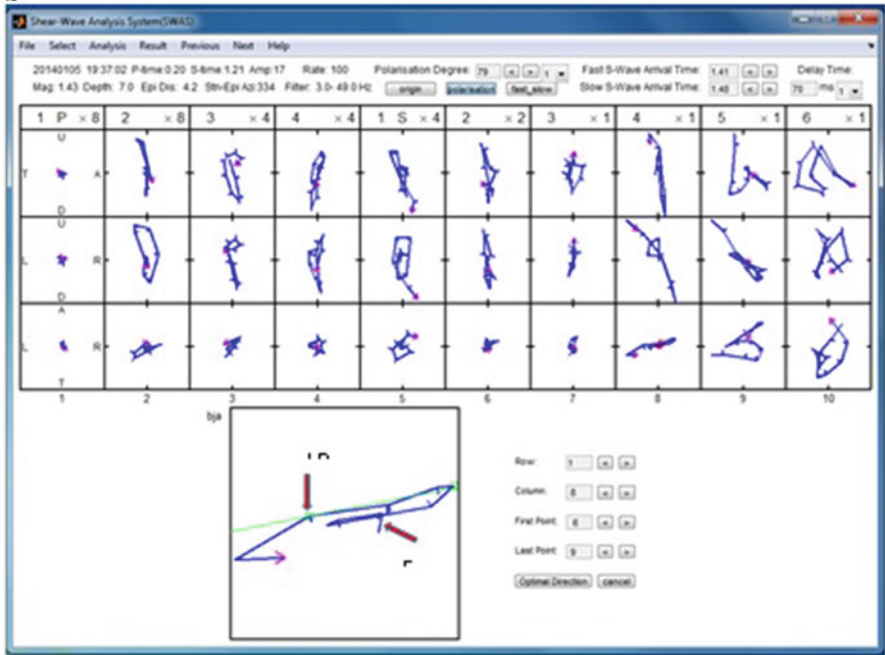 Shear-Wave Analysis System(SWAS)
File Select Analysis Result Previous Next Help
20140105 19:37:02 P-time:0.20 S-time:1.21 Amp:17 Rate: 100 Polarisation Degree: 79 < > 1 Fast S-Wave Arrival Time: 1.41 < > Delay Time:
Mag: 1.43 Depth: 7.0 Epi Dis: 4.2 Stn-Epi Azi:334 Filter: 3.0- 49.0 Hz origin polarisation fast_slow Slow S-Wave Arrival Time: 1.48 < > 70 ms 1
1 P × 8 2 × 8 3 × 4 4 × 4 1 S × 4 2 × 2 3 × 1 4 × 1 5 × 1 6 × 1
U
T A
D
U
L R
D
A
L R
T
1 2 3 4 5 6 7 8 9 10
bja
Row: 1 < >
Column: 8 < >
First Point: 6 < >
Last Point: 9 < >
Optimal Direction cancel